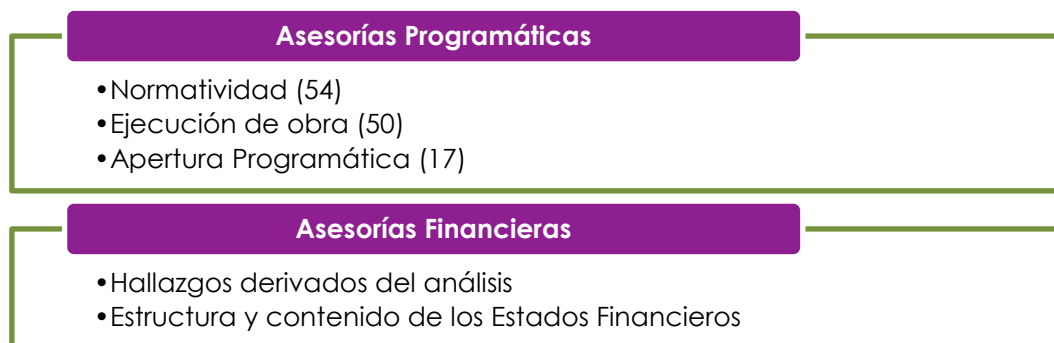 Asesorías Programáticas
•Normatividad (54)
•Ejecución de obra (50)
•Apertura Programática (17)
Asesorías Financieras
•Hallazgos derivados del análisis
•Estructura y contenido de los Estados Financieros